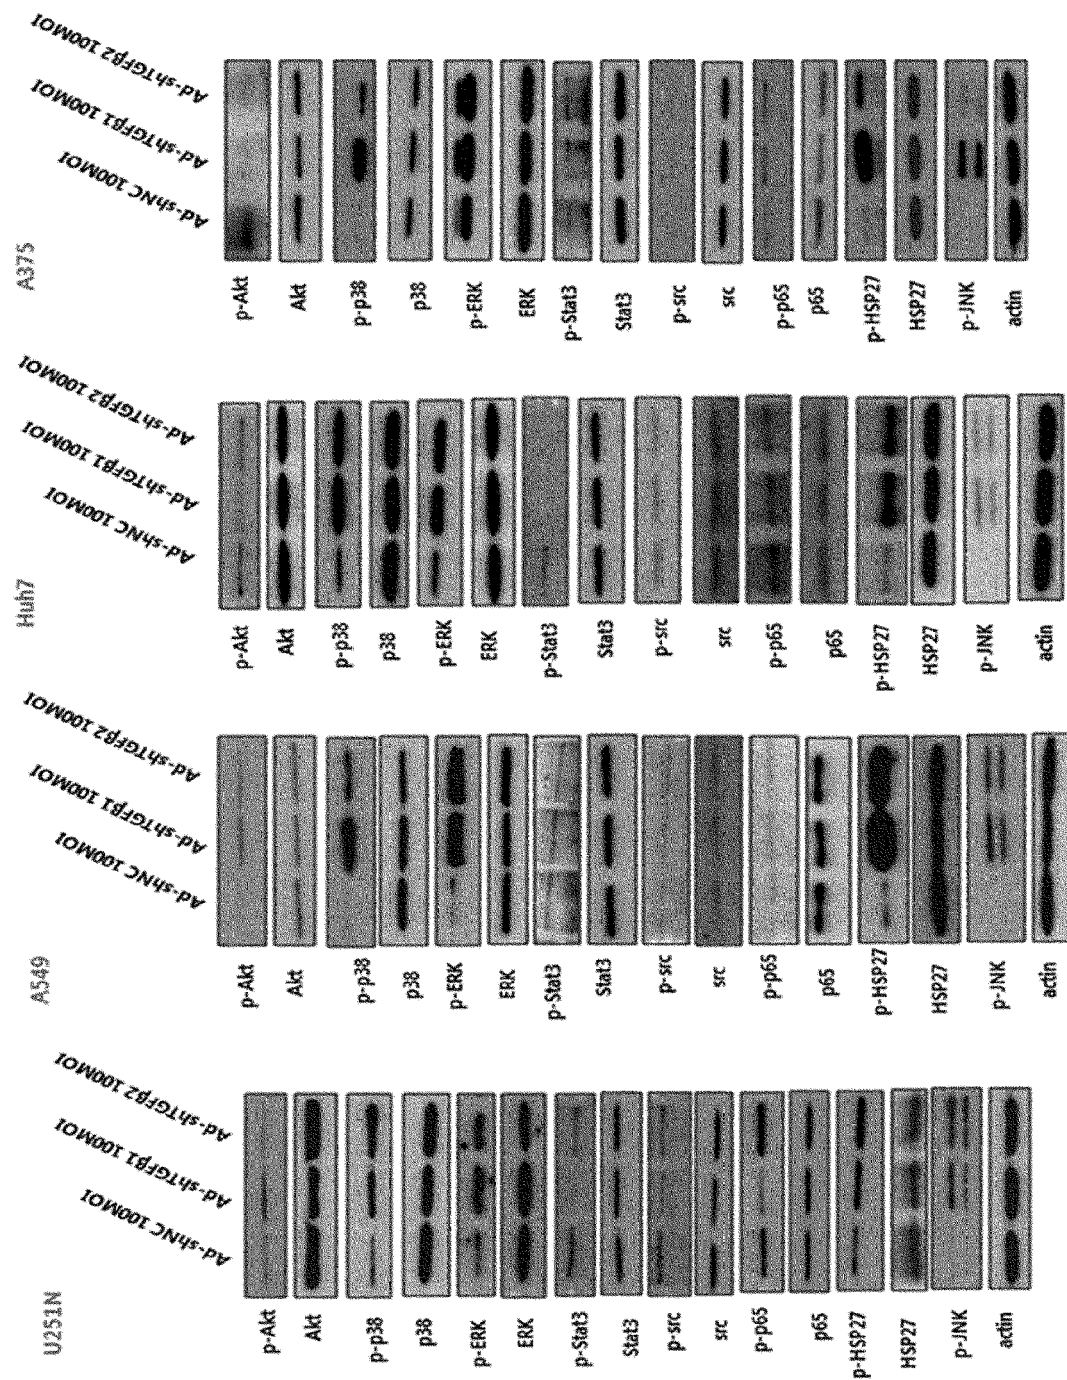 U251N
Ad-shNC 100MOI
Ad-shTGFβ1 100MOI
Ad-shTGFβ2 100MOI
p-Akt
Akt
p-p38
p38
p-ERK
ERK
p-Stat3
Stat3
p-src
src
p-p65
p65
p-HSP27
HSP27
p-JNK
actin
A549
Ad-shNC 100MOI
Ad-shTGFβ1 100MOI
Ad-shTGFβ2 100MOI
p-Akt
Akt
p-p38
p38
p-ERK
ERK
p-Stat3
Stat3
p-src
src
p-p65
p65
p-HSP27
HSP27
p-JNK
actin
Huh7
Ad-shNC 100MOI
Ad-shTGFβ1 100MOI
Ad-shTGFβ2 100MOI
p-Akt
Akt
p-p38
p38
p-ERK
ERK
p-Stat3
Stat3
p-src
src
p-p65
p65
p-HSP27
HSP27
p-JNK
actin
A375
Ad-shNC 100MOI
Ad-shTGFβ1 100MOI
Ad-shTGFβ2 100MOI
p-Akt
Akt
p-p38
p38
p-ERK
ERK
p-Stat3
Stat3
p-src
src
p-p65
p65
p-HSP27
HSP27
p-JNK
actin